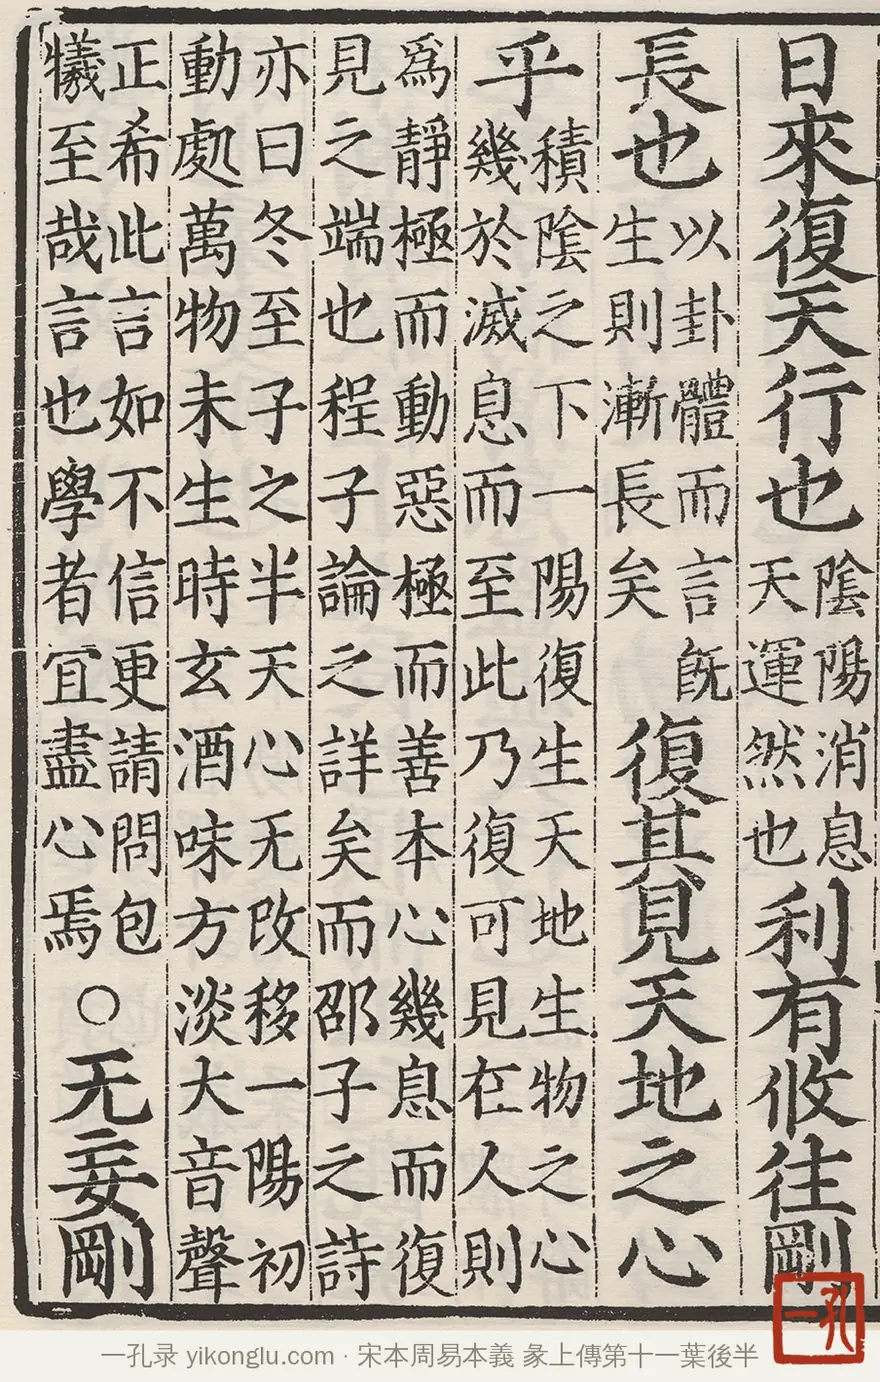 日來復天行也陰陽消息天運然也利有攸往剛
長也以卦體而言旣生則漸長矣復其見天地之心
乎積陰之下一陽復生天地生物之心幾於滅息而至此乃復可見在人則
爲靜極而動惡極而善本心幾息而復見之端也程子論之詳矣而邵子之詩
亦曰冬至子之半天心无改移一陽初動處萬物未生時玄酒味方淡大音聲
正希此言如不信更請問包犧至哉言也學者宜盡心焉○无妄剛
一孔
一孔录 yikonglu.com · 宋本周易本義 彖上傳第十一葉後半